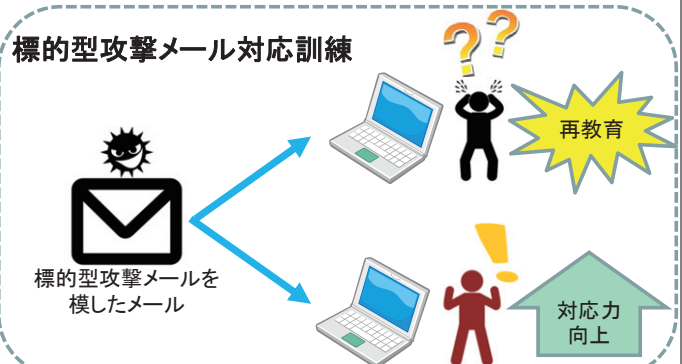 標的型攻撃メール対応訓練
??
再教育
標的型攻撃メールを
模したメール
!
対応力
向上